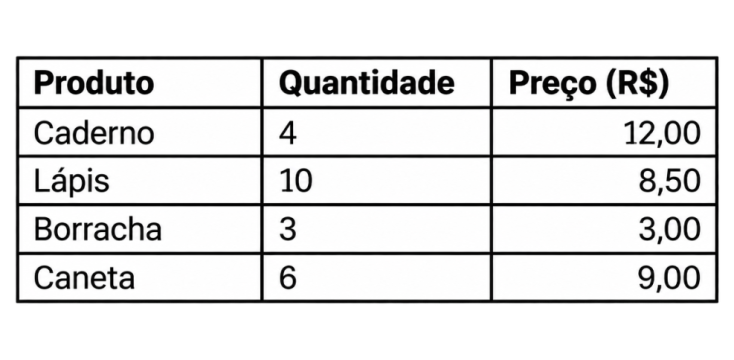 Produto Quantidade Preço (R$)
Caderno 4 12,00
Lápis 10 8,50
Borracha 3 3,00
Caneta 6 9,00